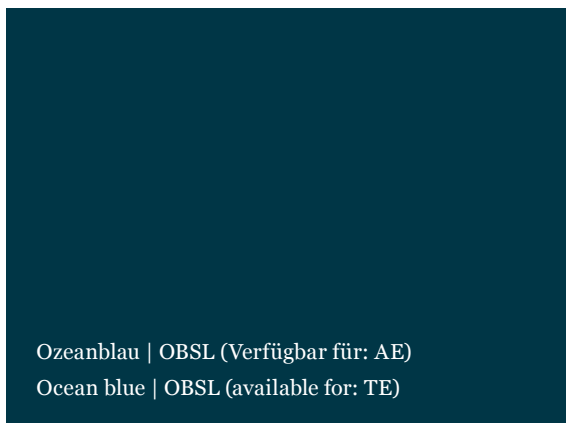 Ozeanblau | OBSL (Verfügbar für: AE)
Ocean blue | OBSL (available for: TE)